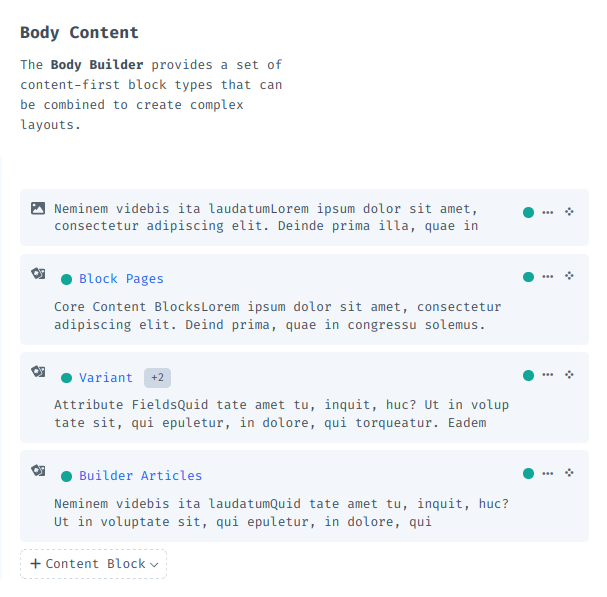 Body Content
The Body Builder provides a set of
content-first block types that can
be combined to create complex
layouts.
Neminem videbis ita laudatumLorem ipsum dolor sit amet,
consectetur adipiscing elit. Deinde prima illa, quae in
Block Pages
Core Content BlocksLorem ipsum dolor sit amet, consectetur
adipiscing elit. Deind prima, quae in congressu solemus.
Variant +2
Attribute FieldsQuid tate amet tu, inquit, huc? Ut in volup
tate sit, qui epuletur, in dolore, qui torqueatur. Eadem
Builder Articles
Neminem videbis ita laudatumQuid tate amet tu, inquit, huc?
Ut in voluptate sit, qui epuletur, in dolore, qui
+ Content Block